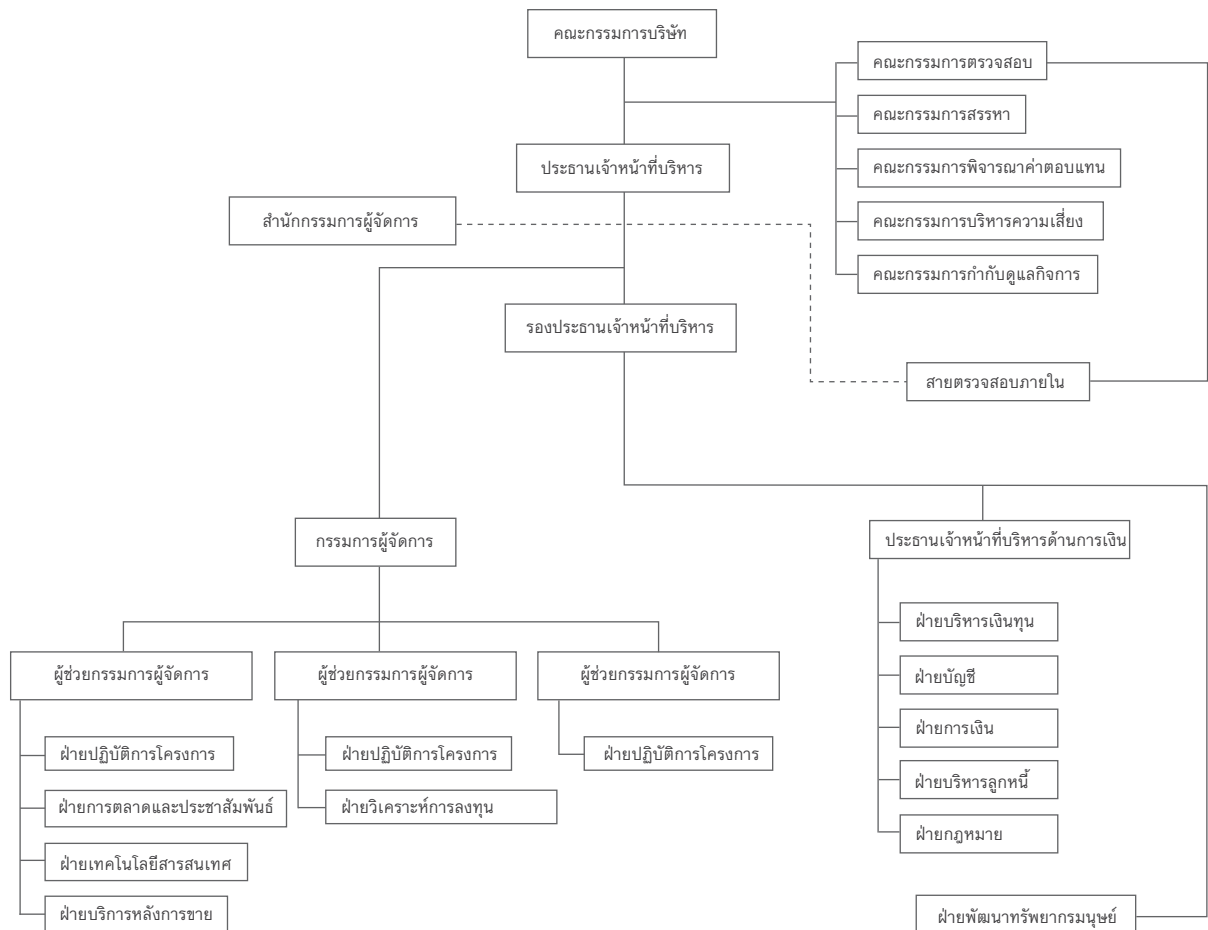 คณะกรรมการบริษัท
คณะกรรมการตรวจสอบ
คณะกรรมการสรรหา
คณะกรรมการพิจารณาค่าตอบแทน
คณะกรรมการบริหารความเสี่ยง
คณะกรรมการกำกับดูแลกิจการ
ประธานเจ้าหน้าที่บริหาร
สำนักกรรมการผู้จัดการ
รองประธานเจ้าหน้าที่บริหาร
สายตรวจสอบภายใน
กรรมการผู้จัดการ
ผู้ช่วยกรรมการผู้จัดการ
ฝ่ายปฏิบัติการโครงการ
ฝ่ายการตลาดและประชาสัมพันธ์
ฝ่ายเทคโนโลยีสารสนเทศ
ฝ่ายบริการหลังการขาย
ผู้ช่วยกรรมการผู้จัดการ
ฝ่ายปฏิบัติการโครงการ
ฝ่ายวิเคราะห์การลงทุน
ผู้ช่วยกรรมการผู้จัดการ
ฝ่ายปฏิบัติการโครงการ
ประธานเจ้าหน้าที่บริหารด้านการเงิน
ฝ่ายบริหารเงินทุน
ฝ่ายบัญชี
ฝ่ายการเงิน
ฝ่ายบริหารลูกหนี้
ฝ่ายกฎหมาย
ฝ่ายพัฒนาทรัพยากรมนุษย์